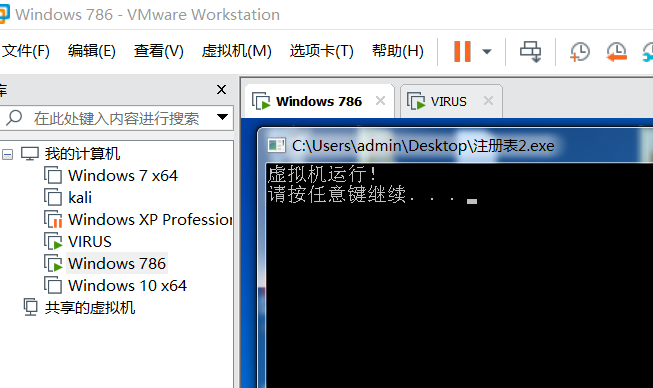 Windows 786 - VMware Workstation
文件(F) 编辑(E) 查看(V) 虚拟机(M) 选项卡(T) 帮助(H)
库
在此处键入内容进行搜索
我的计算机
Windows 7 x64
kali
Windows XP Profession
VIRUS
Windows 786
Windows 10 x64
共享的虚拟机
Windows 786
VIRUS
C:\Users\admin\Desktop\注册表2.exe
虚拟机运行!
请按任意键继续. . .